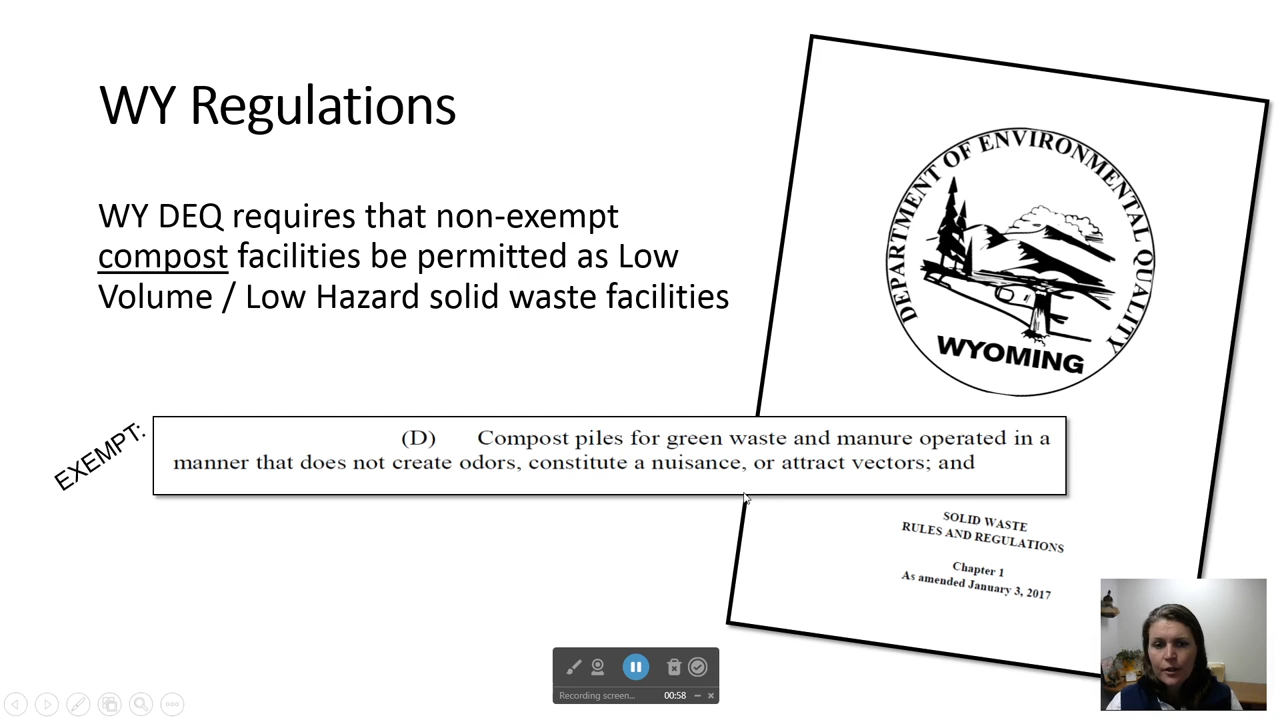 WY Regulations
WY DEQ requires that non-exempt
compost facilities be permitted as Low
Volume / Low Hazard solid waste facilities
DEPARTMENT OF ENVIRONMENTAL QUALITY
WYOMING
EXEMPT:
(D) Compost piles for green waste and manure operated in a
manner that does not create odors, constitute a nuisance, or attract vectors; and
SOLID WASTE
RULES AND REGULATIONS
Chapter 1
As amended January 3, 2017
Recording screen... 00:58